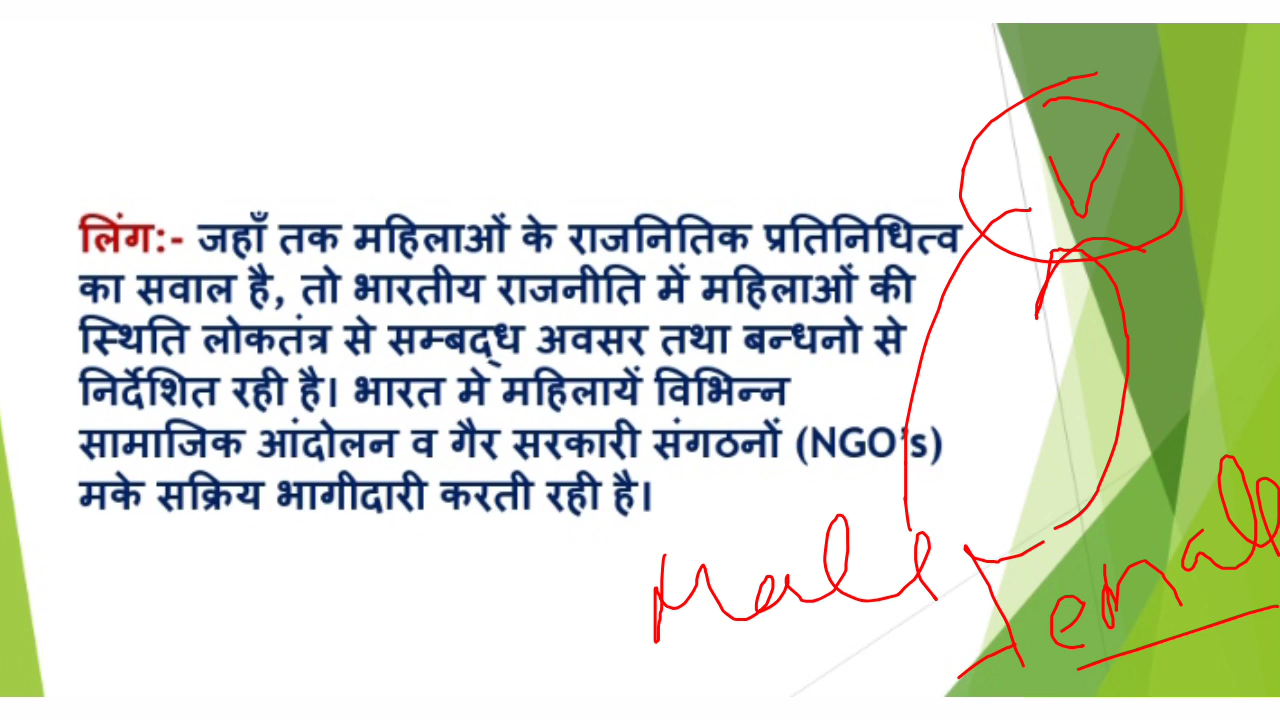 लिंग:- जहाँ तक महिलाओं के राजनितिक प्रतिनिधित्व
का सवाल है, तो भारतीय राजनीति में महिलाओं की
स्थिति लोकतंत्र से सम्बद्ध अवसर तथा बन्धनो से
निर्देशित रही है। भारत मे महिलायें विभिन्न
सामाजिक आंदोलन व गैर सरकारी संगठनों (NGO's)
मके सक्रिय भागीदारी करती रही है।
V
Male Female